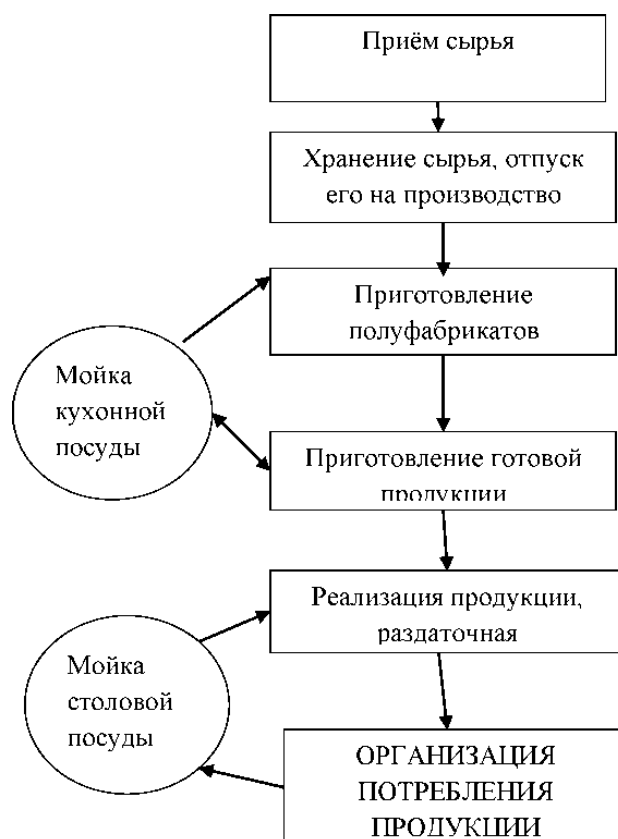 Приём сырья
Хранение сырья, отпуск
его на производство
Приготовление
полуфабрикатов
Мойка
кухонной
посуды
Приготовление готовой
продукции
Реализация продукции,
раздаточная
Мойка
столовой
посуды
ОРГАНИЗАЦИЯ
ПОТРЕБЛЕНИЯ
ПРОДУКЦИИ